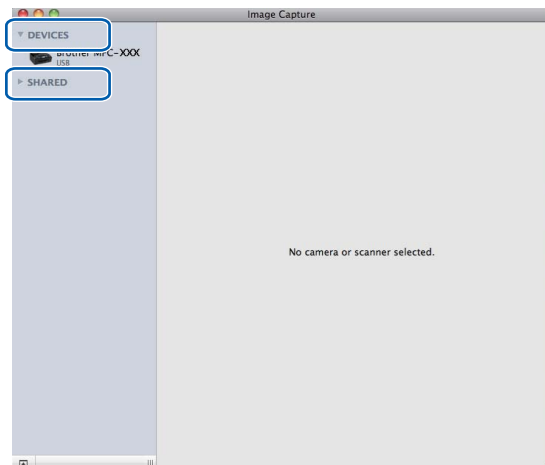 Image Capture
DEVICES
Brother MFC-XXX
USB
SHARED
No camera or scanner selected.